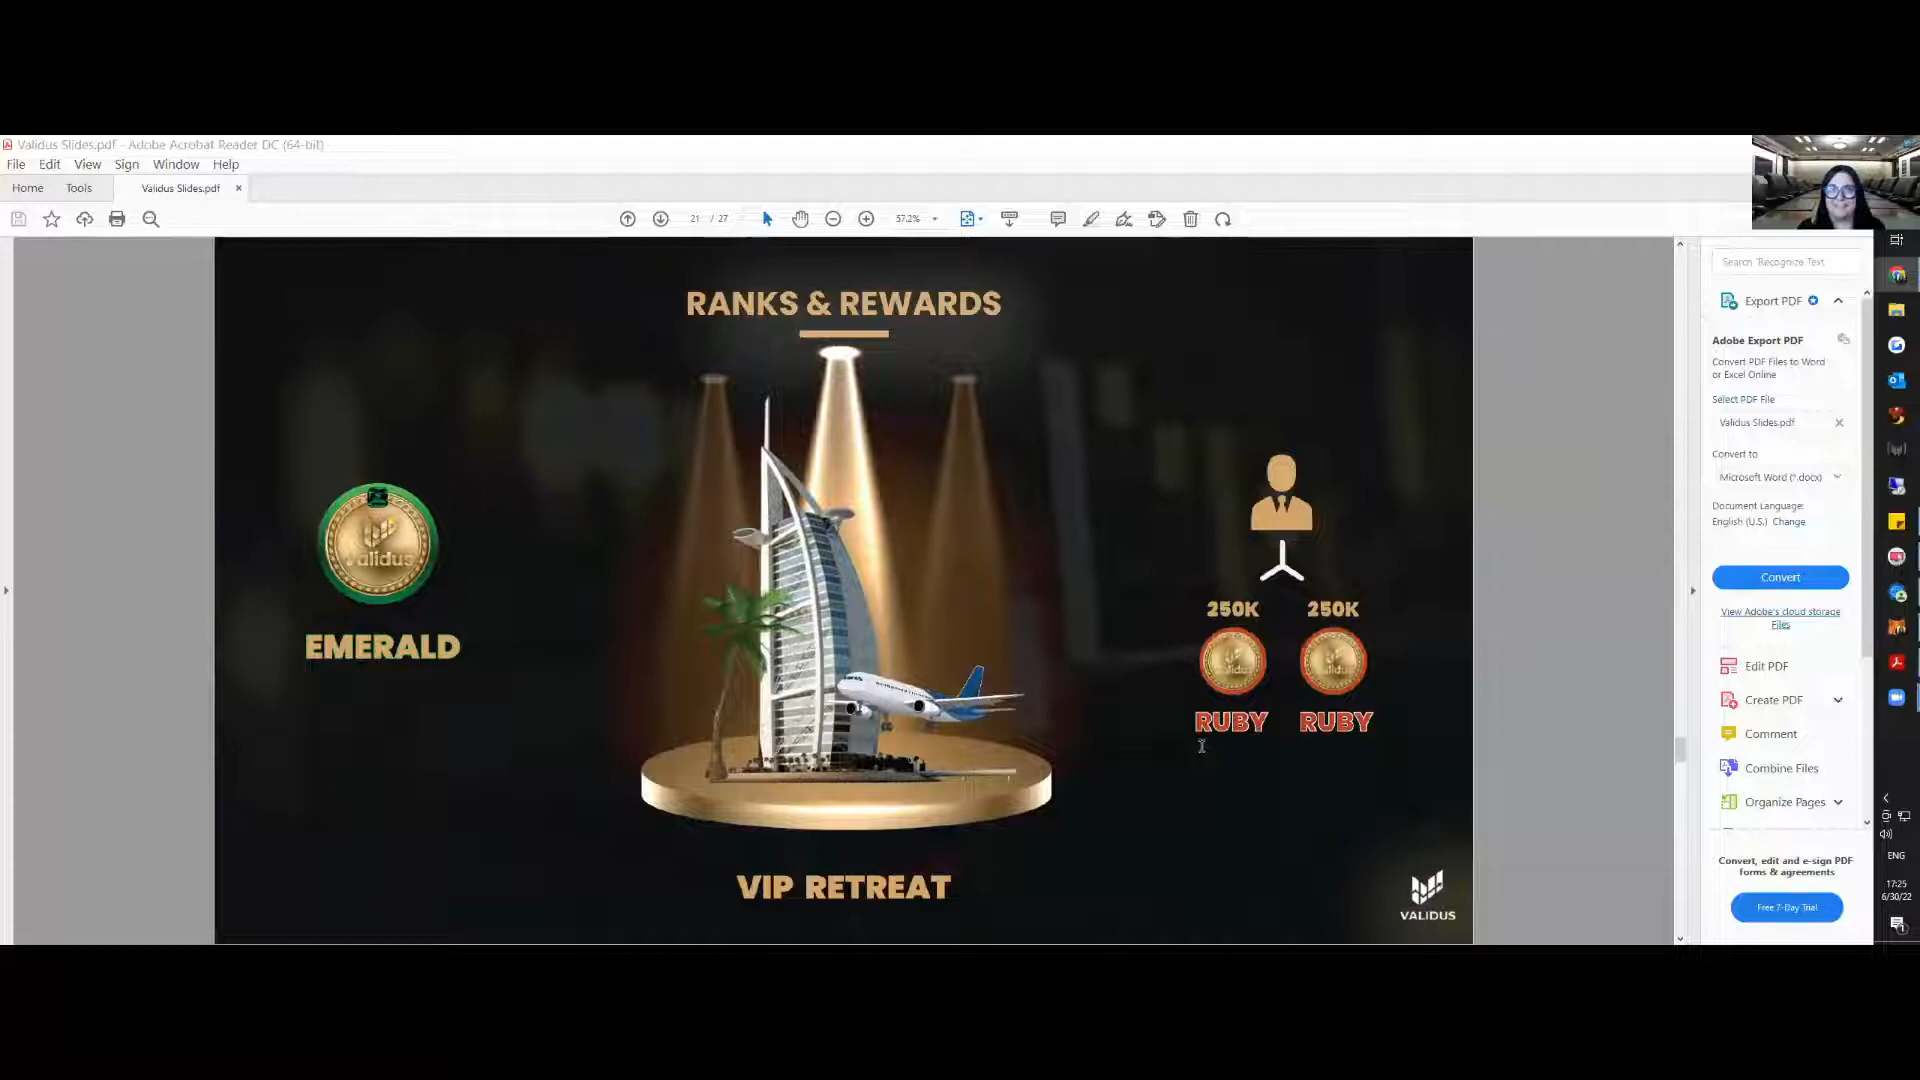 Validus Slides.pdf - Adobe Acrobat Reader DC (64-bit)
File Edit View Sign Window Help
Home Tools Validus Slides.pdf ×
21 / 27 57.2%
RANKS & REWARDS
validus
EMERALD
250K 250K
RUBY RUBY
VIP RETREAT
VALIDUS
Search 'Recognize Text
Export PDF
Adobe Export PDF
Convert PDF Files to Word
or Excel Online
Select PDF File
Validus Slides.pdf
Convert to
Microsoft Word (*.docx)
Document Language:
English (U.S.) Change
Convert
View Adobe's cloud storage
Files
Edit PDF
Create PDF
Comment
Combine Files
Organize Pages
Convert, edit and e-sign PDF
forms & agreements
Free 7-Day Trial
ENG
17:25
6/30/22